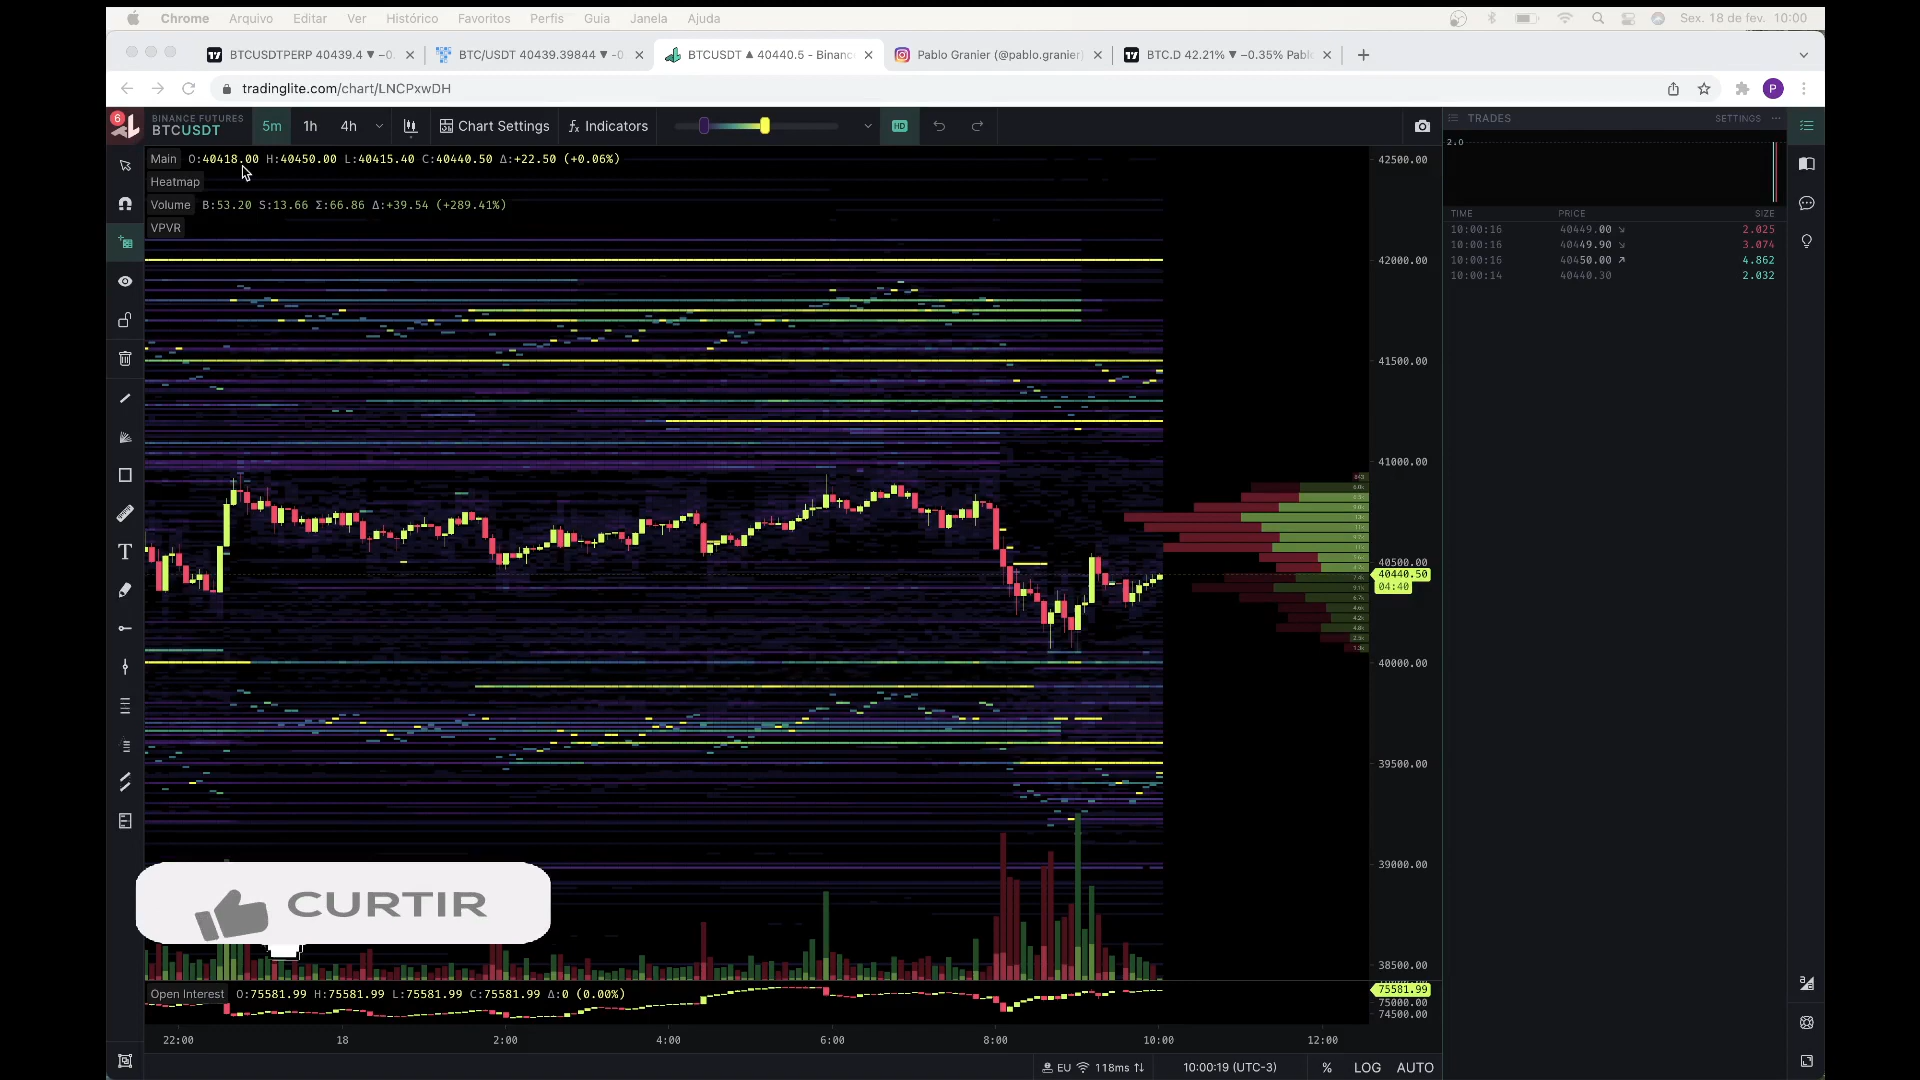 Chrome Arquivo Editar Ver Histórico Favoritos Perfis Guia Janela Ajuda Sex. 18 de fev. 10:00
BTCUSDTPERP 40439.4 ▼ −0. BTC/USDT 40439.39844 ▼ -0 BTCUSDT ▲ 40440.5 - Binanc Pablo Granier (@pablo.granier) BTC.D 42.21% ▼ −0.35% Pablo
tradinglite.com/chart/LNCPxwDH P
6 BINANCE FUTURES
BTCUSDT 5m 1h 4h Chart Settings fx Indicators HD
TRADES SETTINGS
Main O:40418.00 H:40450.00 L:40415.40 C:40440.50 Δ:+22.50 (+0.06%)
Heatmap
Volume B:53.20 S:13.66 Σ:66.86 Δ:+39.54 (+289.41%)
VPVR
2.0
TIME PRICE SIZE
10:00:16 40449.00 ↘ 2.025
10:00:16 40449.90 ↘ 3.074
10:00:16 40450.00 ↗ 4.862
10:00:14 40440.30 2.032
42500.00
42000.00
41500.00
41000.00
40500.00
40440.50
04:40
40000.00
39500.00
39000.00
38500.00
CURTIR
Open Interest O:75581.99 H:75581.99 L:75581.99 C:75581.99 Δ:0 (0.00%)
75581.99
75000.00
74500.00
22:00 18 2:00 4:00 6:00 8:00 10:00 12:00
EU 118ms 10:00:19 (UTC-3) % LOG AUTO